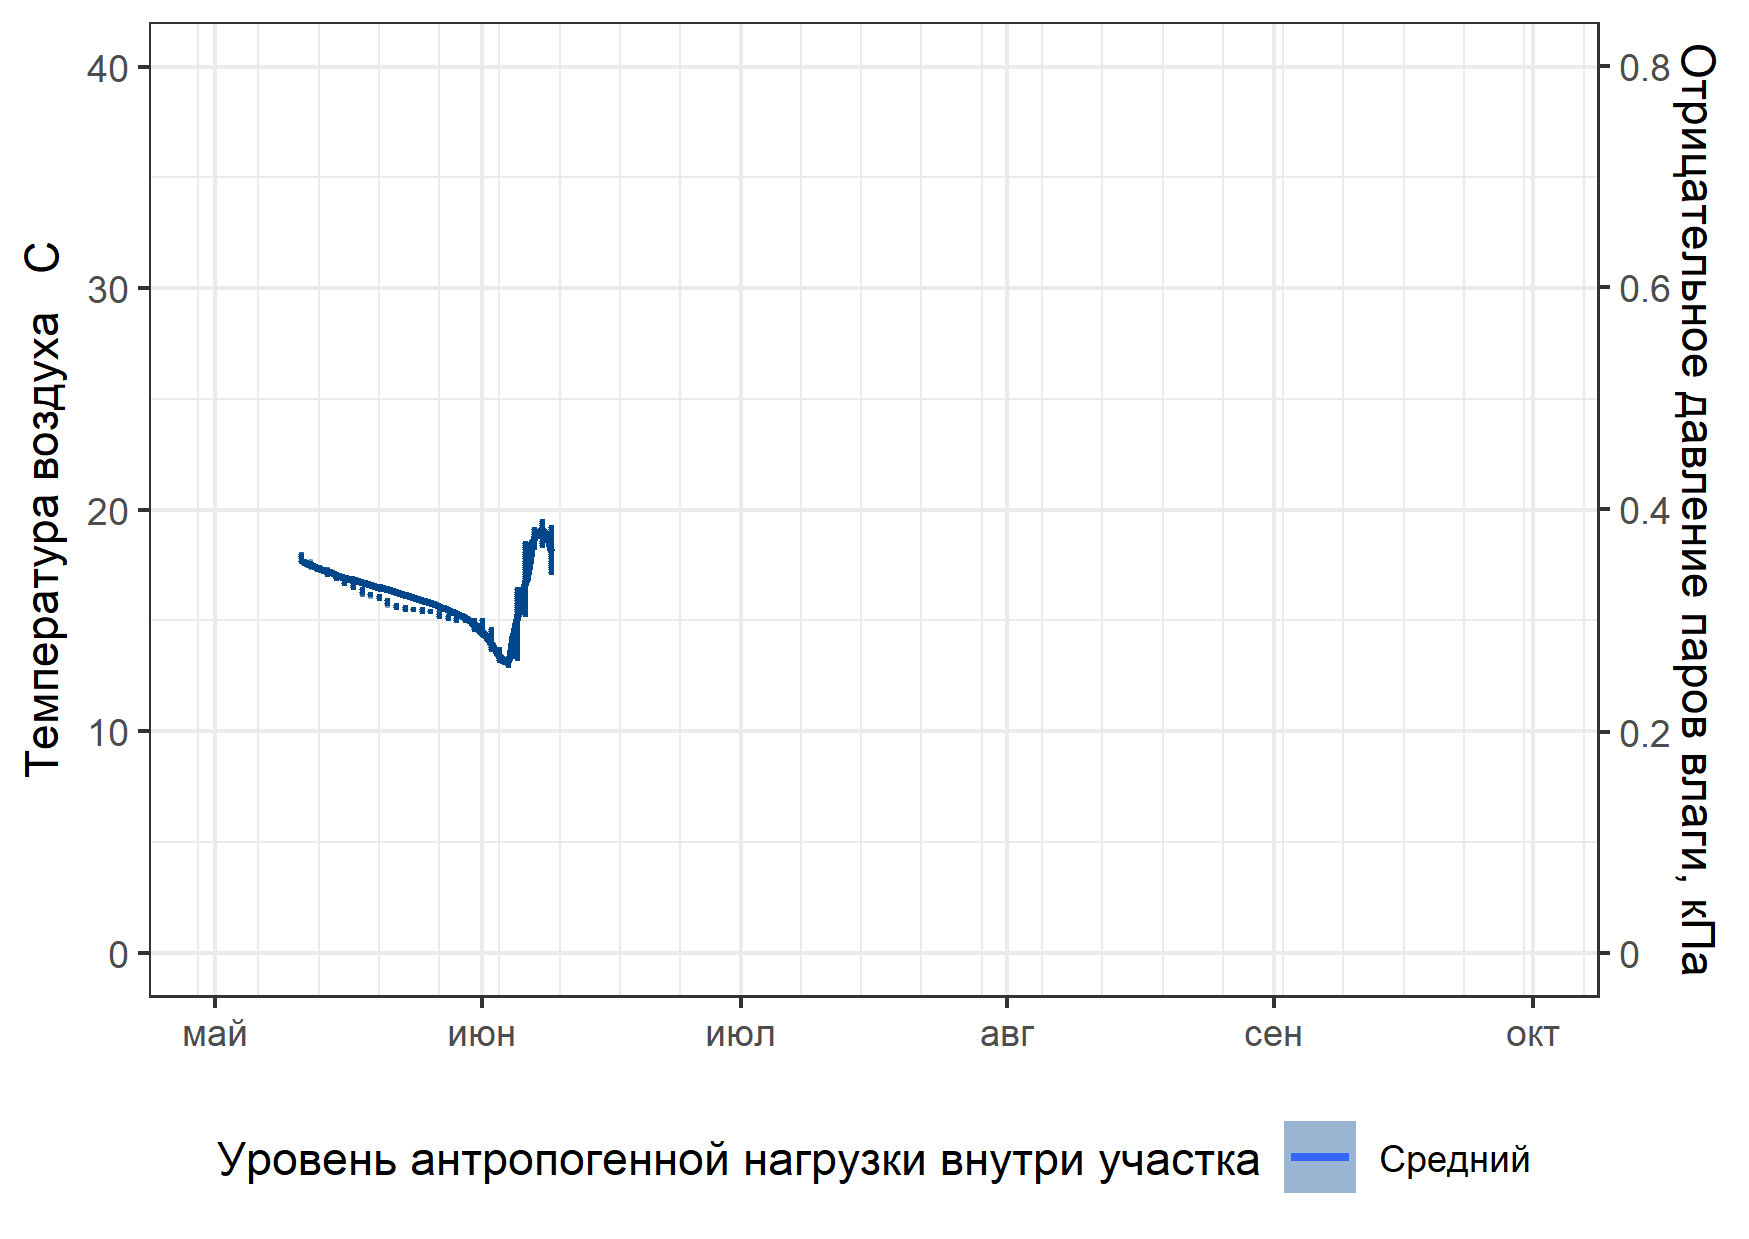 Температура воздуха С
40
30
20
10
0
0.8
0.6
0.4
0.2
0
Отрицательное давление паров влаги, кПа
май июн июл авг сен окт
Уровень антропогенной нагрузки внутри участка Средний